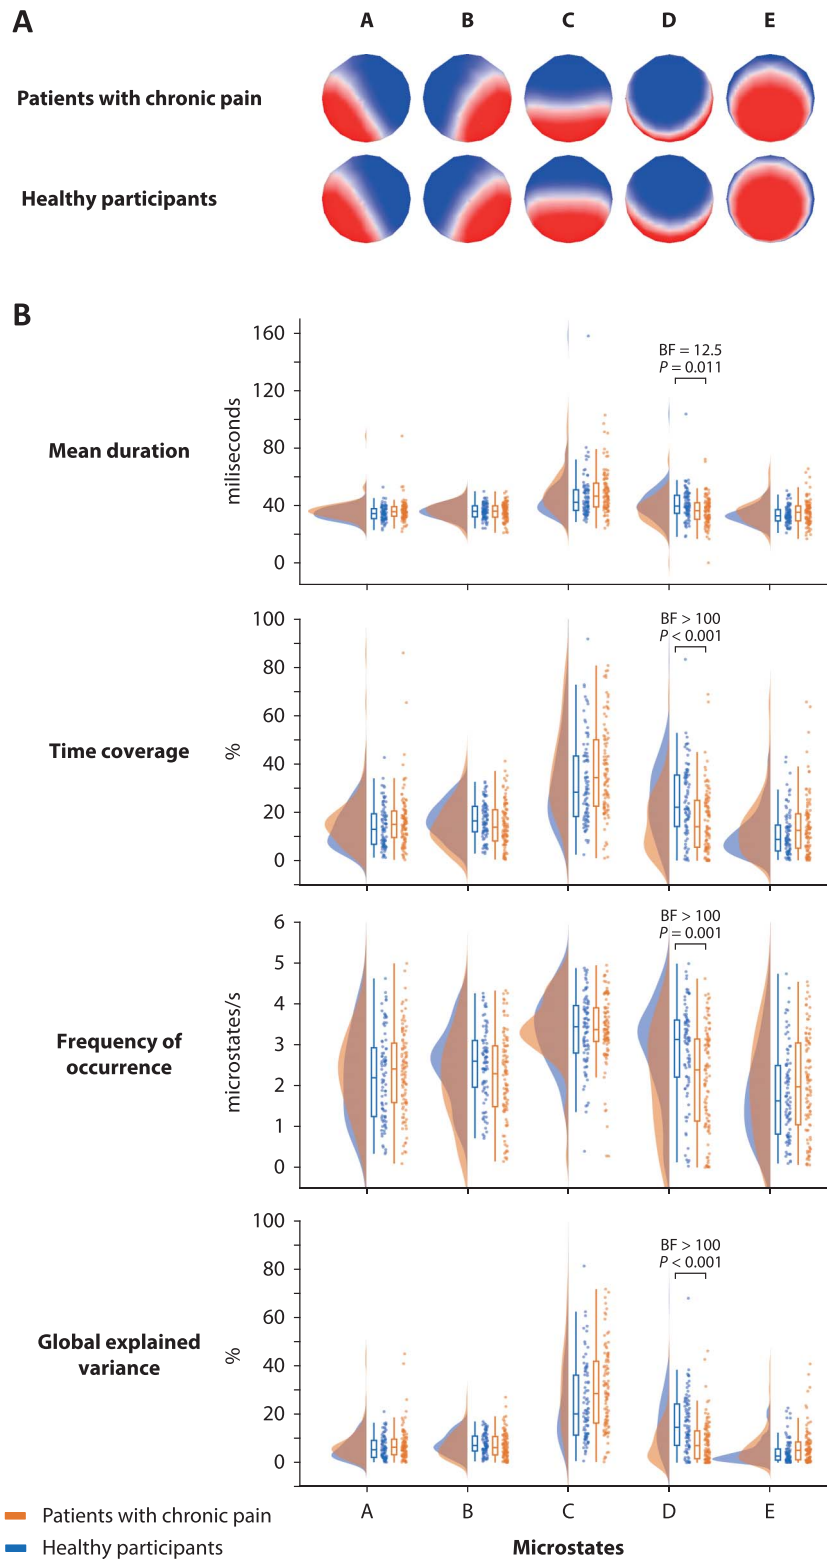 A
A B C D E
Patients with chronic pain
Healthy participants
B
Mean duration
miliseconds
160
120
80
40
0
BF = 12.5
P = 0.011
Time coverage
%
100
80
60
40
20
0
BF > 100
P < 0.001
Frequency of
occurrence
microstates/s
6
5
4
3
2
1
0
BF > 100
P = 0.001
Global explained
variance
%
100
80
60
40
20
0
BF > 100
P < 0.001
A B C D E
Patients with chronic pain
Healthy participants
Microstates